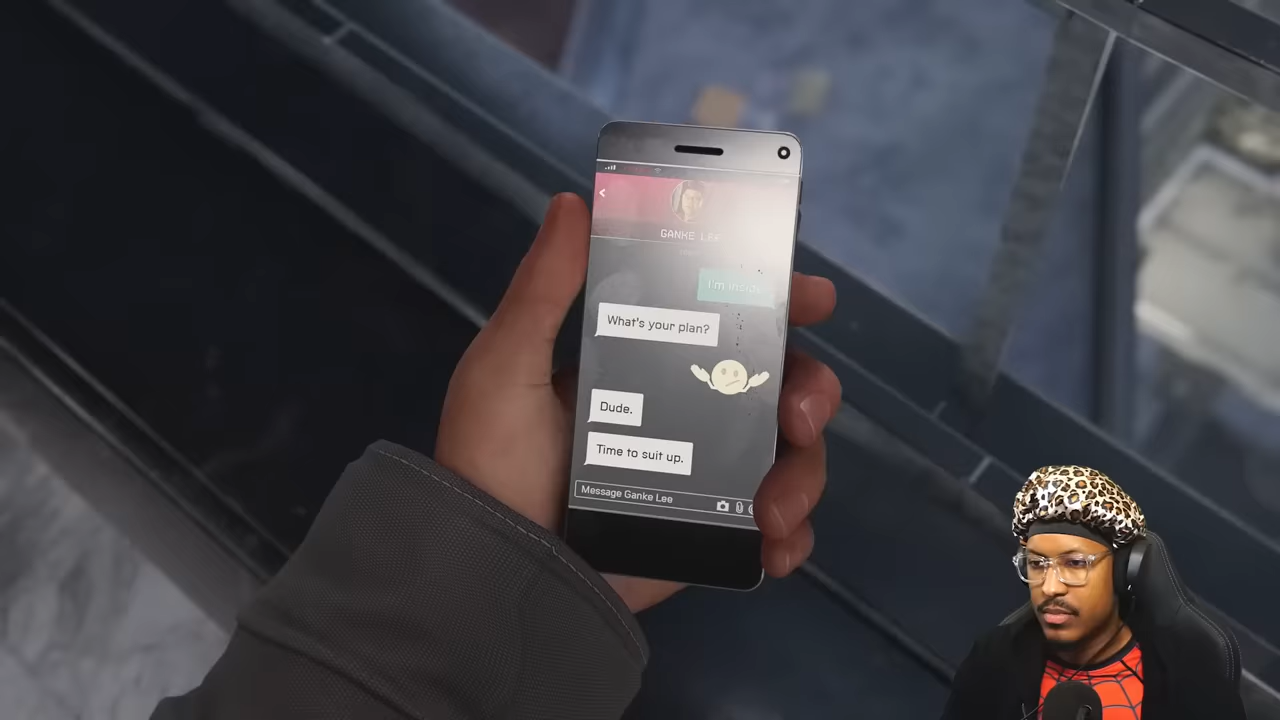 GANKE LEE
I'm inside.
What's your plan?
Dude.
Time to suit up.
Message Ganke Lee